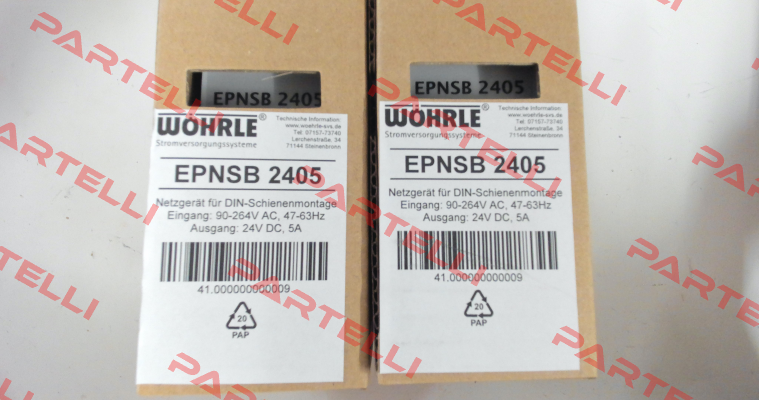 EPNSB 2405
WÖHRLE®
Stromversorgungssysteme
Technische Information:
www.woehrle-svs.de
Tel. 07157-73740
Lerchenstraße. 34
71144 Steinenbronn
EPNSB 2405
Netzgerät für DIN-Schienenmontage
Eingang: 90-264V AC, 47-63Hz
Ausgang: 24V DC, 5A
41.000000000009
20
PAP
EPNSB 2405
WÖHRLE®
Stromversorgungssysteme
Technische Information:
www.woehrle-svs.de
Tel. 07157-73740
Lerchenstraße. 34
71144 Steinenbronn
EPNSB 2405
Netzgerät für DIN-Schienenmontage
Eingang: 90-264V AC, 47-63Hz
Ausgang: 24V DC, 5A
41.000000000009
20
PAP
PARTELLI
PARTELLI
PARTELLI
PARTELLI
PARTELLI
PARTELLI